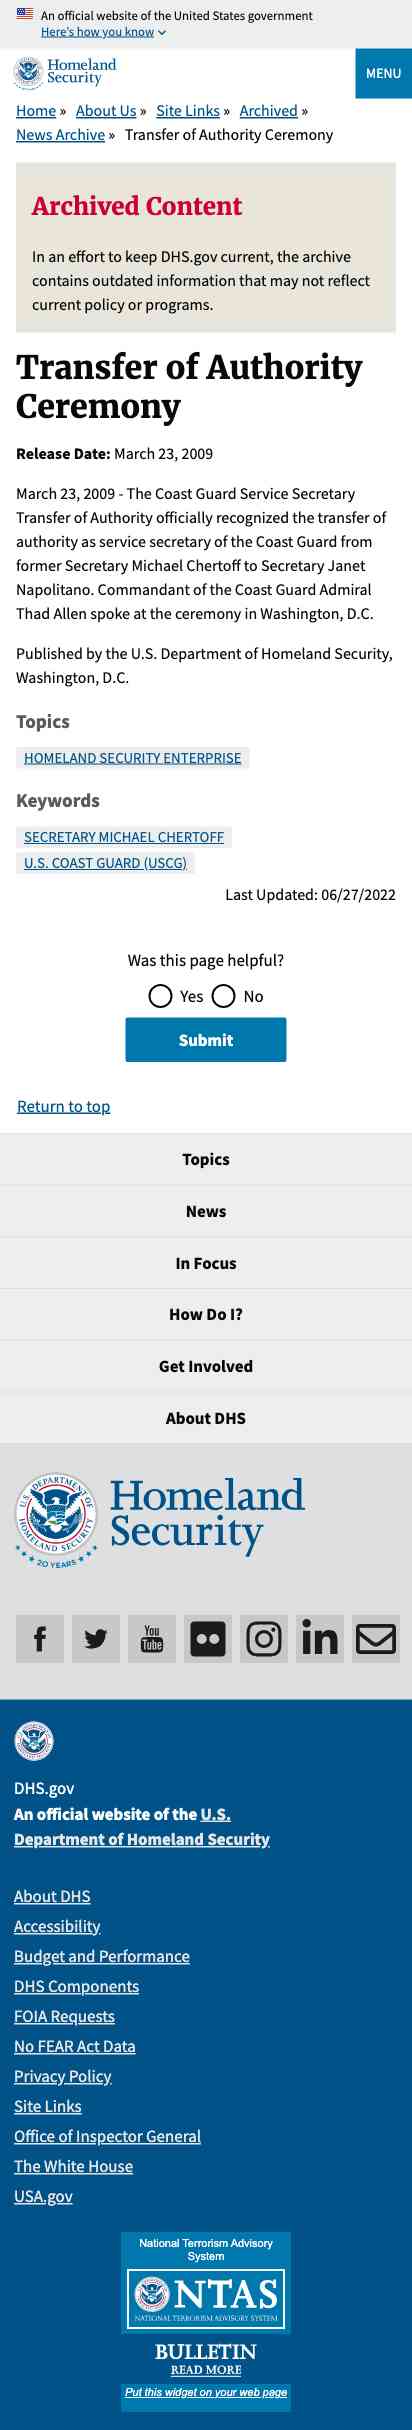 An official website of the United States government
Here's how you know
Homeland
Security
MENU
Home » About Us » Site Links » Archived »
News Archive » Transfer of Authority Ceremony
Archived Content
In an effort to keep DHS.gov current, the archive
contains outdated information that may not reflect
current policy or programs.
Transfer of Authority
Ceremony
Release Date: March 23, 2009
March 23, 2009 - The Coast Guard Service Secretary
Transfer of Authority officially recognized the transfer of
authority as service secretary of the Coast Guard from
former Secretary Michael Chertoff to Secretary Janet
Napolitano. Commandant of the Coast Guard Admiral
Thad Allen spoke at the ceremony in Washington, D.C.
Published by the U.S. Department of Homeland Security,
Washington, D.C.
Topics
HOMELAND SECURITY ENTERPRISE
Keywords
SECRETARY MICHAEL CHERTOFF
U.S. COAST GUARD (USCG)
Last Updated: 06/27/2022
Was this page helpful?
Yes No
Submit
Return to top
Topics
News
In Focus
How Do I?
Get Involved
About DHS
U.S. DEPARTMENT OF
HOMELAND SECURITY
20 YEARS
Homeland
Security
f
You
Tube
in
DHS.gov
An official website of the U.S.
Department of Homeland Security
About DHS
Accessibility
Budget and Performance
DHS Components
FOIA Requests
No FEAR Act Data
Privacy Policy
Site Links
Office of Inspector General
The White House
USA.gov
National Terrorism Advisory
System
NTAS
NATIONAL TERRORISM ADVISORY SYSTEM
BULLETIN
READ MORE
Put this widget on your web page